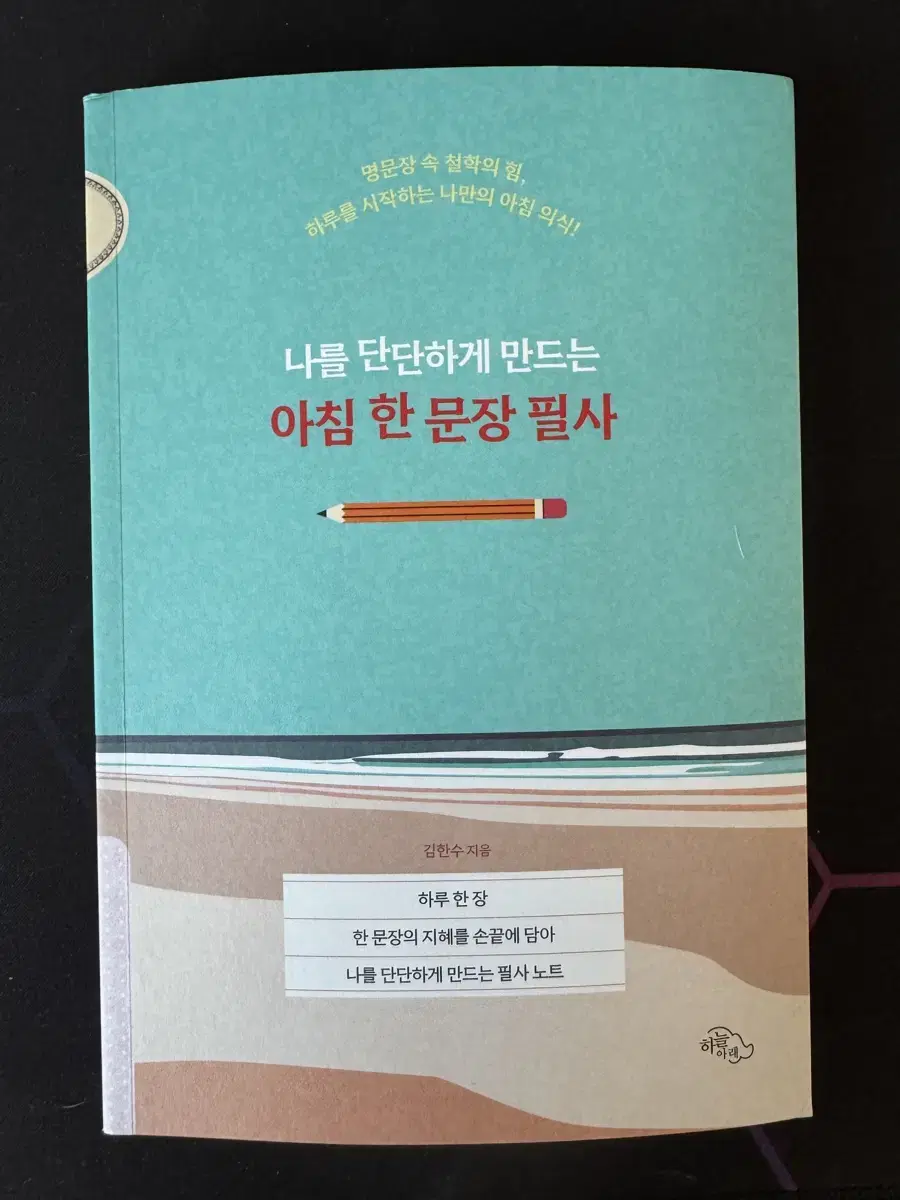 명문장 속 철학의 힘,
하루를 시작하는 나만의 아침 의식!
나를 단단하게 만드는
아침 한 문장 필사
김한수 지음
하루 한 장
한 문장의 지혜를 손끝에 담아
나를 단단하게 만드는 필사 노트
하늘
아래